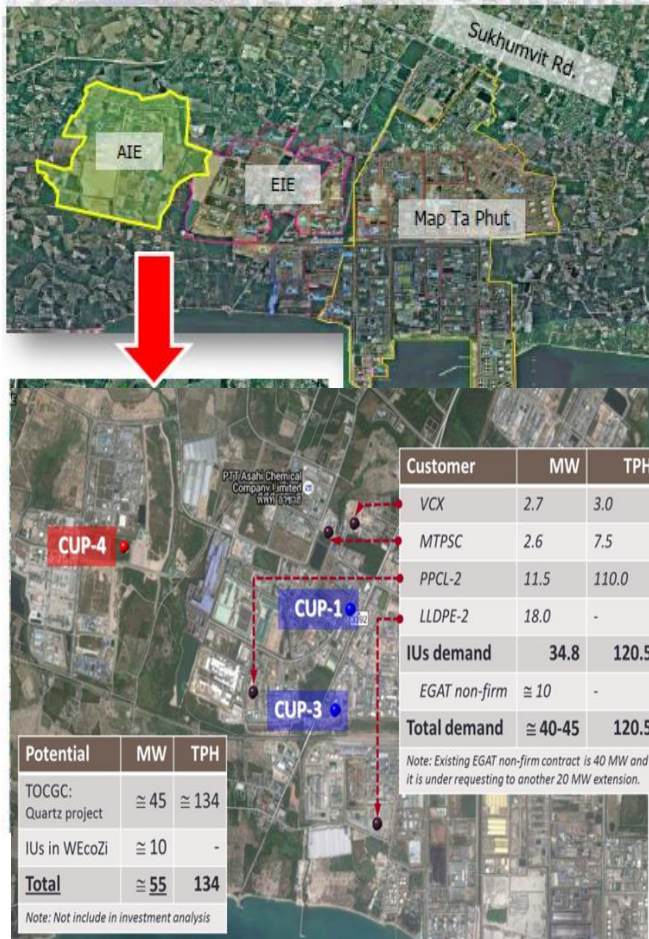 Sukhumvit Rd.
AIE
EIE
Map Ta Phut
PTT Asahi Chemical
Company Limited
CUP-4
CUP-1
CUP-3
Customer MW TPH
VCX 2.7 3.0
MTPSC 2.6 7.5
PPCL-2 11.5 110.0
LLDPE-2 18.0 -
IUs demand 34.8 120.5
EGAT non-firm ≅ 10 -
Total demand ≅ 40-45 120.5
Note: Existing EGAT non-firm contract is 40 MW and
it is under requesting to another 20 MW extension.
Potential MW TPH
TOCGC:
Quartz project ≅ 45 ≅ 134
IUs in WEcoZi ≅ 10 -
Total ≅ 55 134
Note: Not include in investment analysis